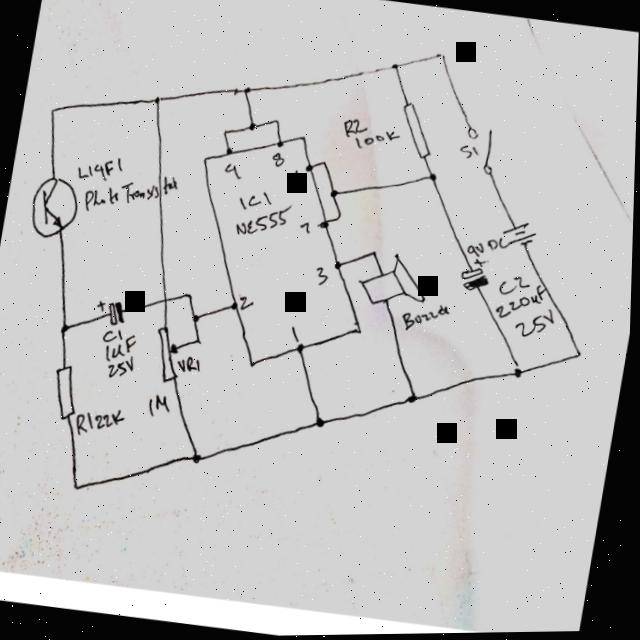 L14F1
Photo Transistor
R2
100K
S1
4
8
IC1
NE555
7
3
2
1
9V DC
+
C2
220uF
25V
Buzzer
+
C1
1uF
25V
VR1
1M
R1 22K